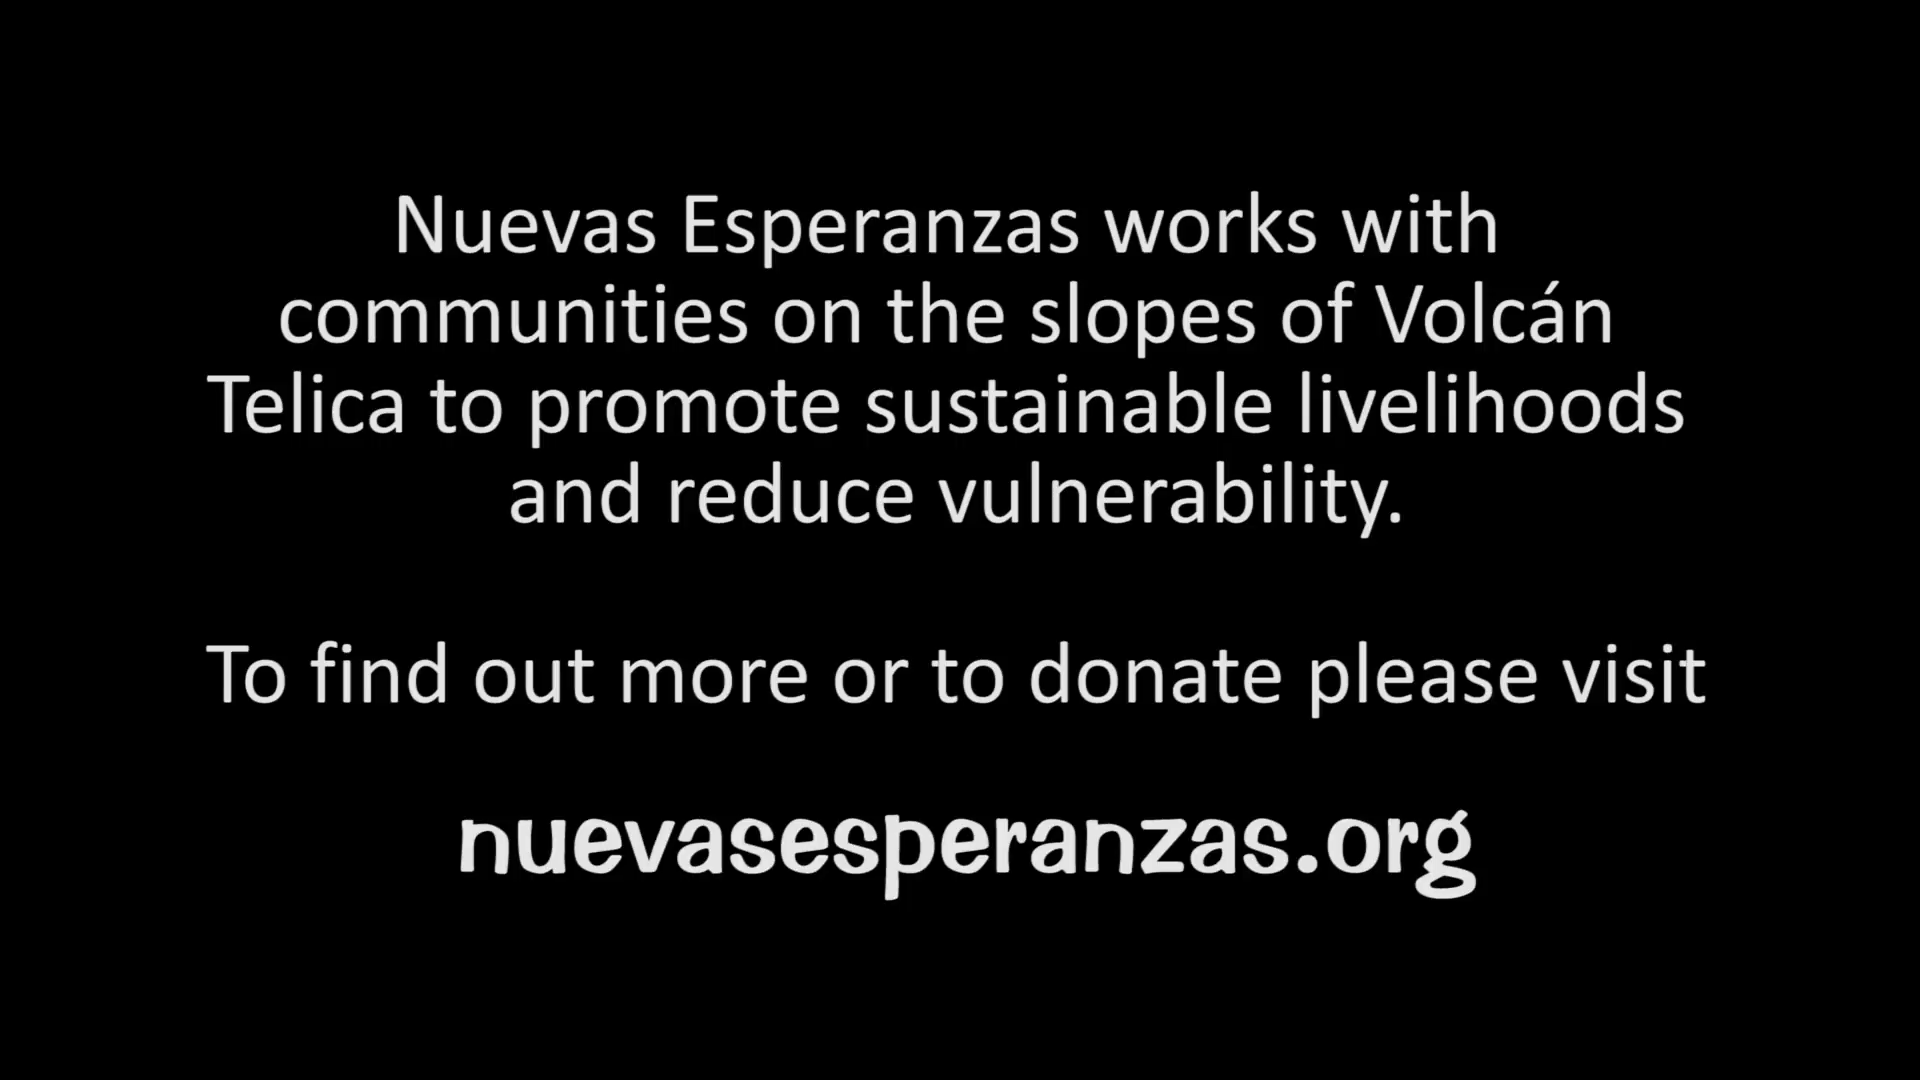 Nuevas Esperanzas works with
communities on the slopes of Volcán
Telica to promote sustainable livelihoods
and reduce vulnerability.
To find out more or to donate please visit
nuevasesperanzas.org